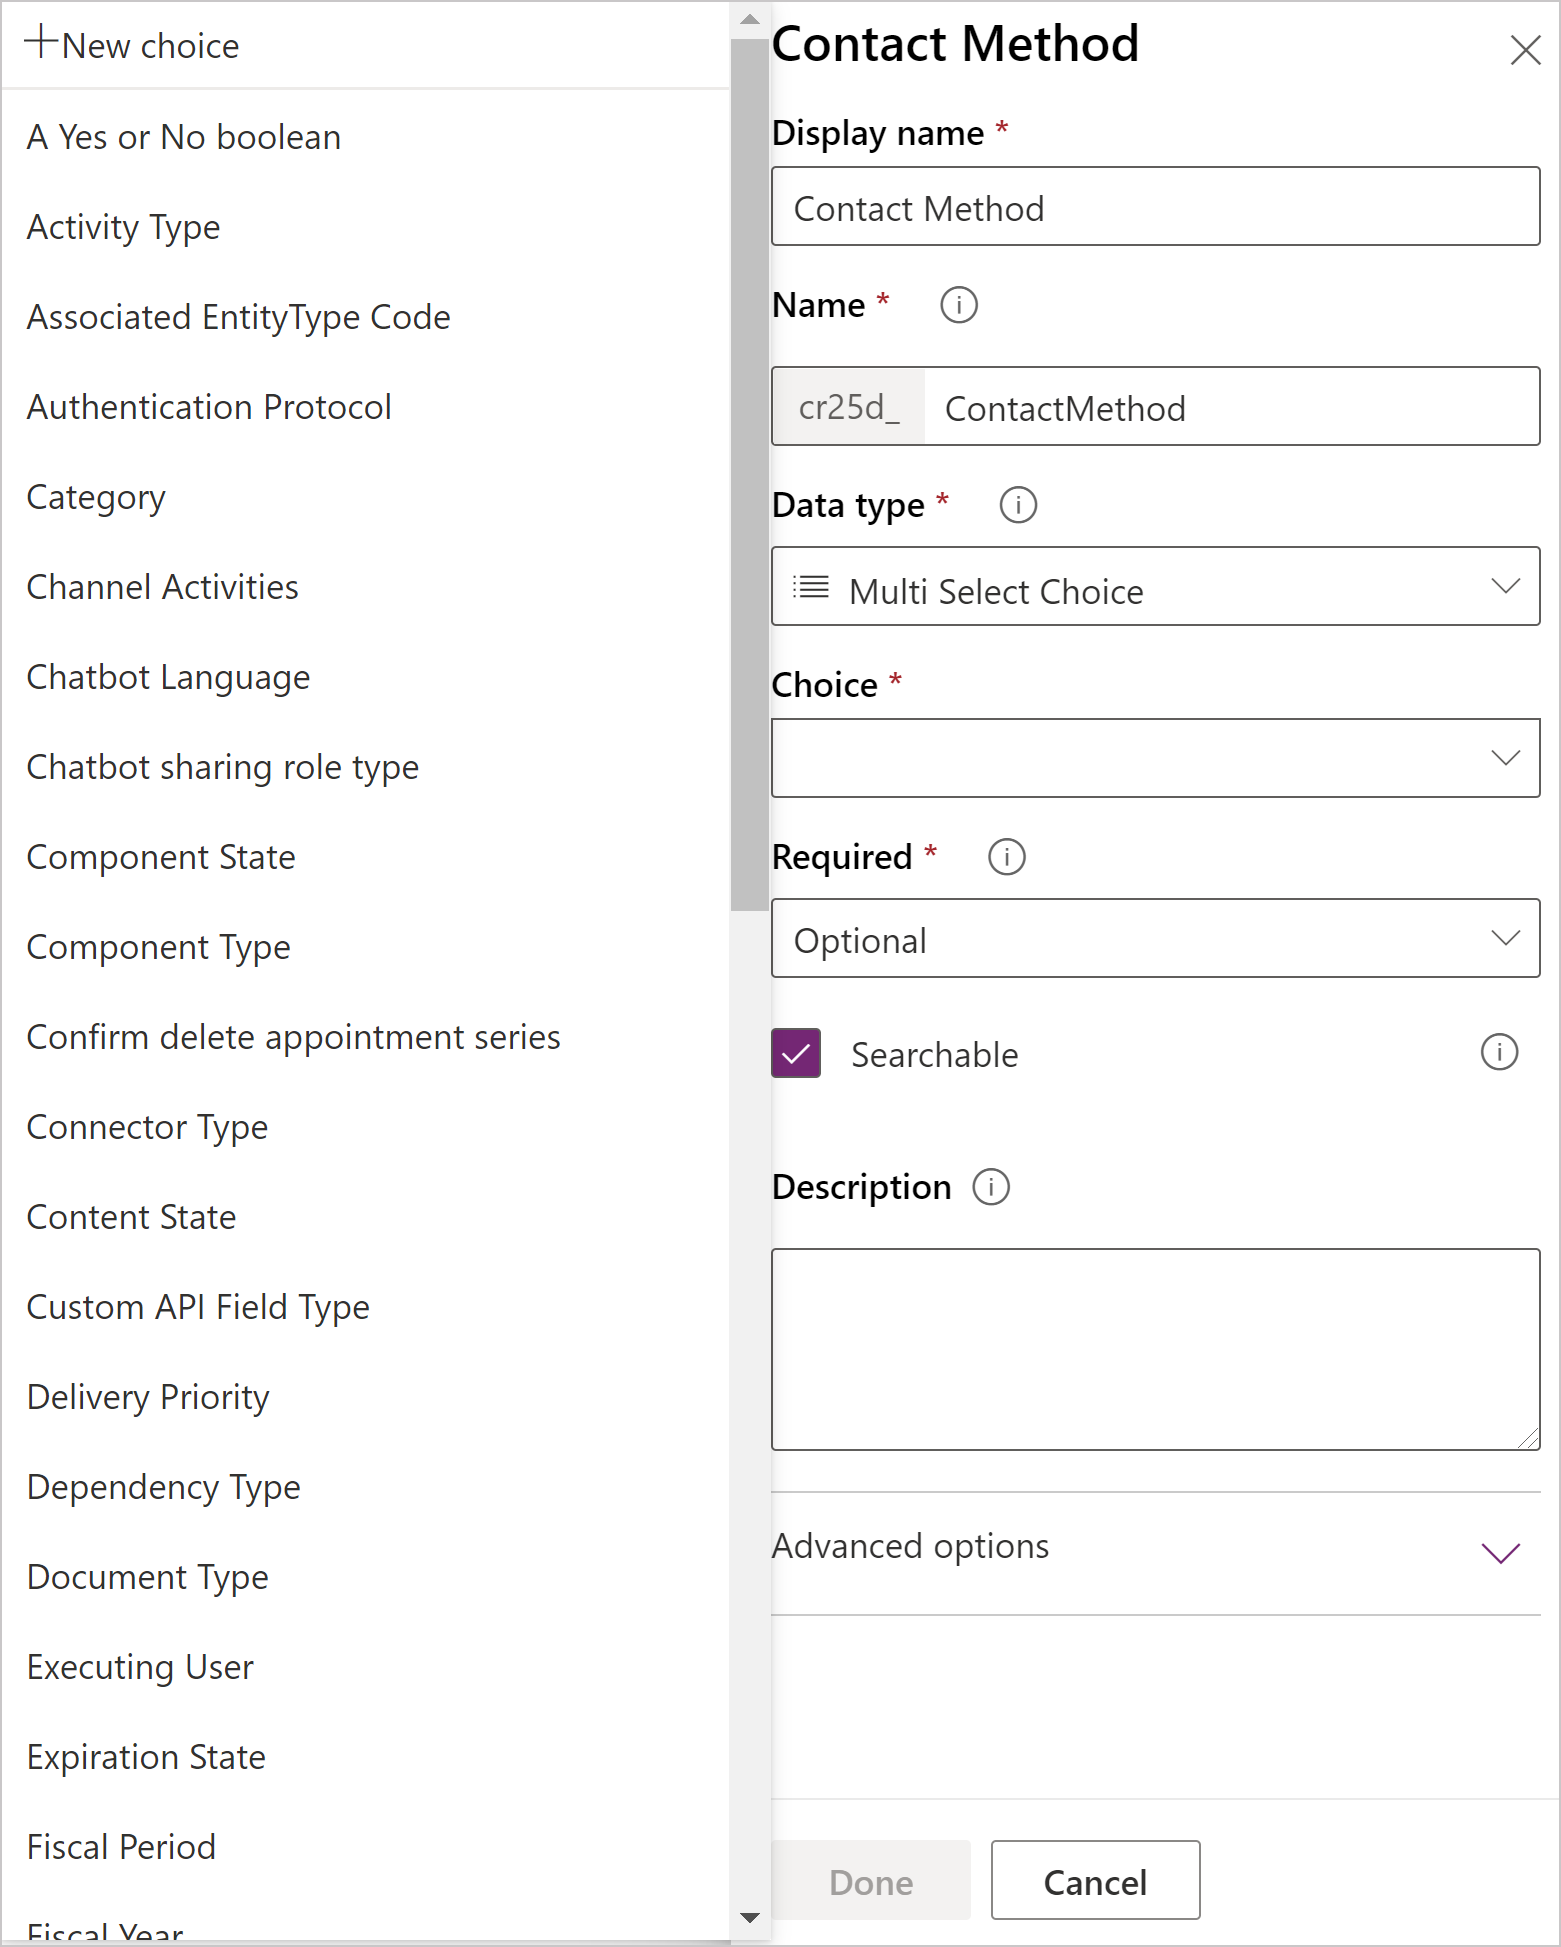 New choice
A Yes or No boolean
Activity Type
Associated EntityType Code
Authentication Protocol
Category
Channel Activities
Chatbot Language
Chatbot sharing role type
Component State
Component Type
Confirm delete appointment series
Connector Type
Content State
Custom API Field Type
Delivery Priority
Dependency Type
Document Type
Executing User
Expiration State
Fiscal Period
Fiscal Year
Contact Method
Display name *
Contact Method
Name *
cr25d_ ContactMethod
Data type *
Multi Select Choice
Choice *
Required *
Optional
Searchable
Description
Advanced options
Done Cancel